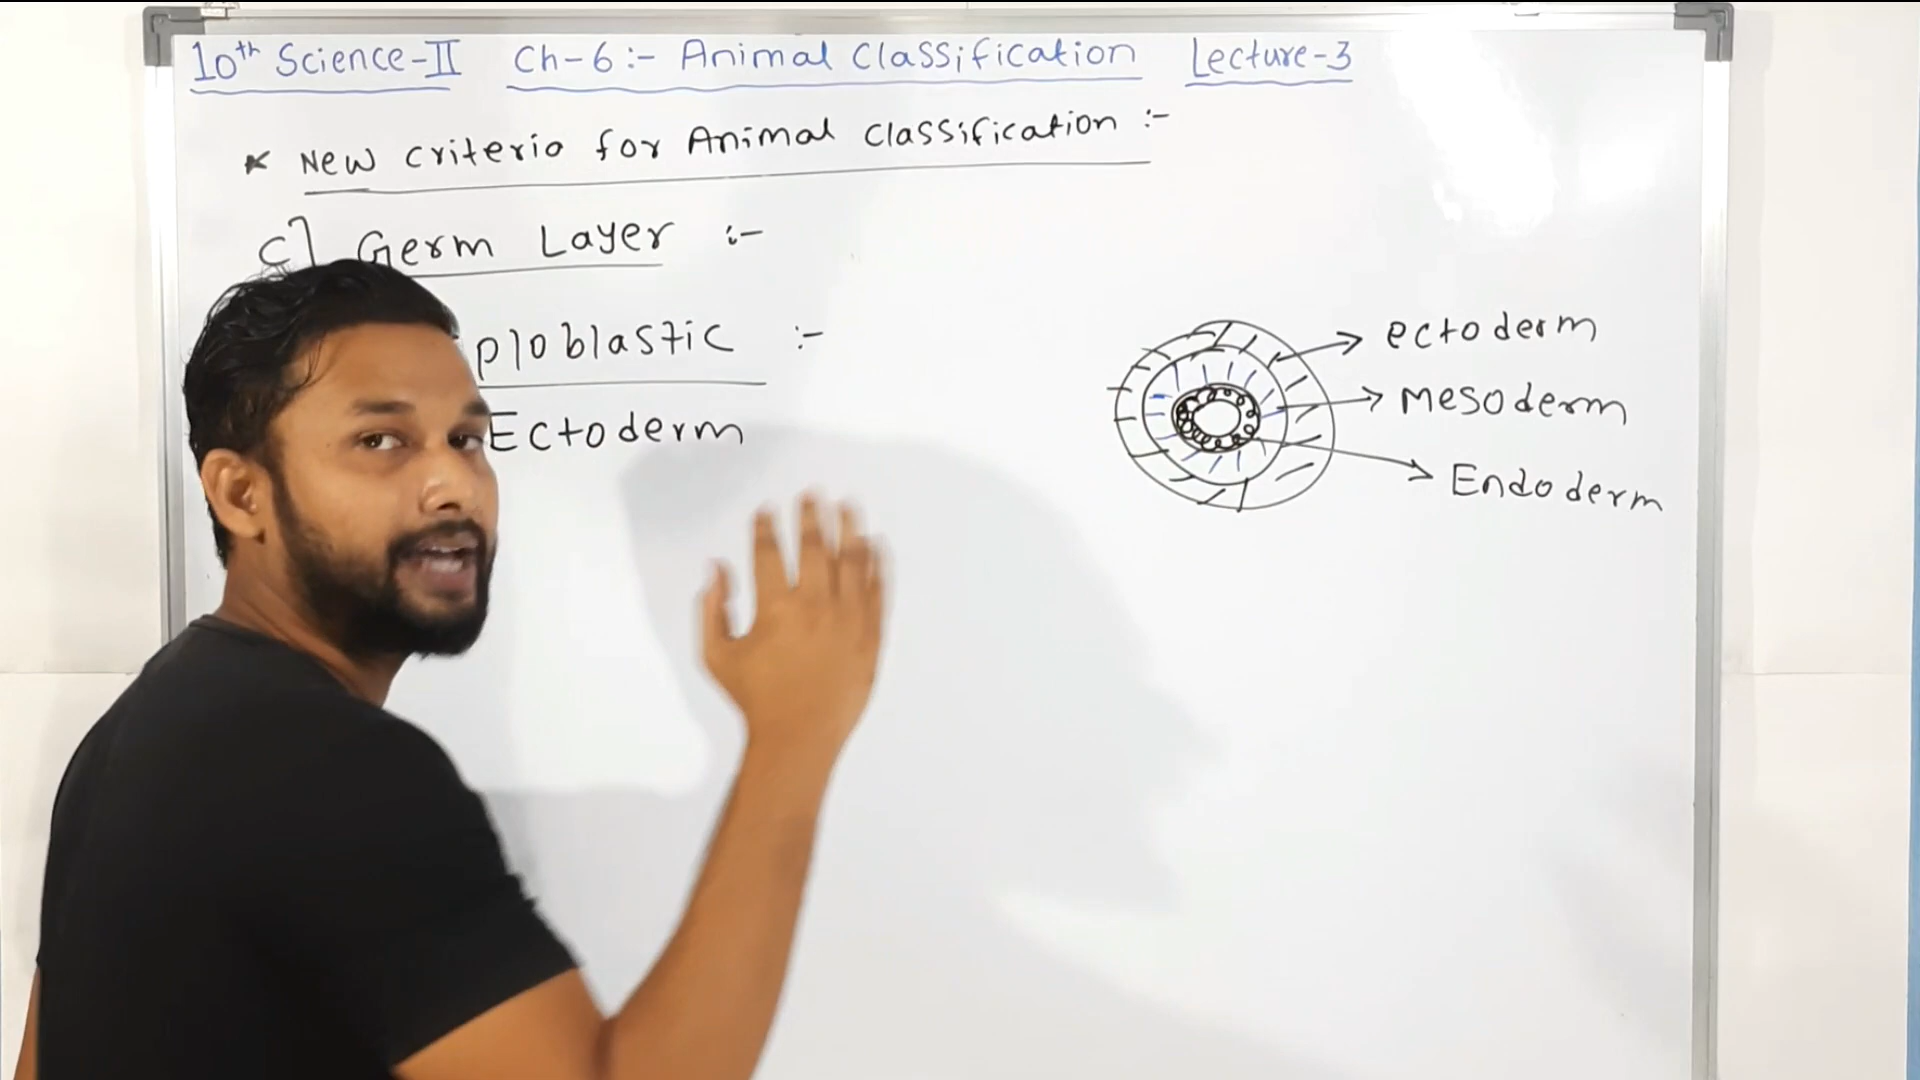 10th Science-II Ch-6:- Animal Classification Lecture-3
* New criteria for Animal classification :-
c] Germ Layer :-
ploblastic :-
Ectoderm
ectoderm
mesoderm
Endoderm